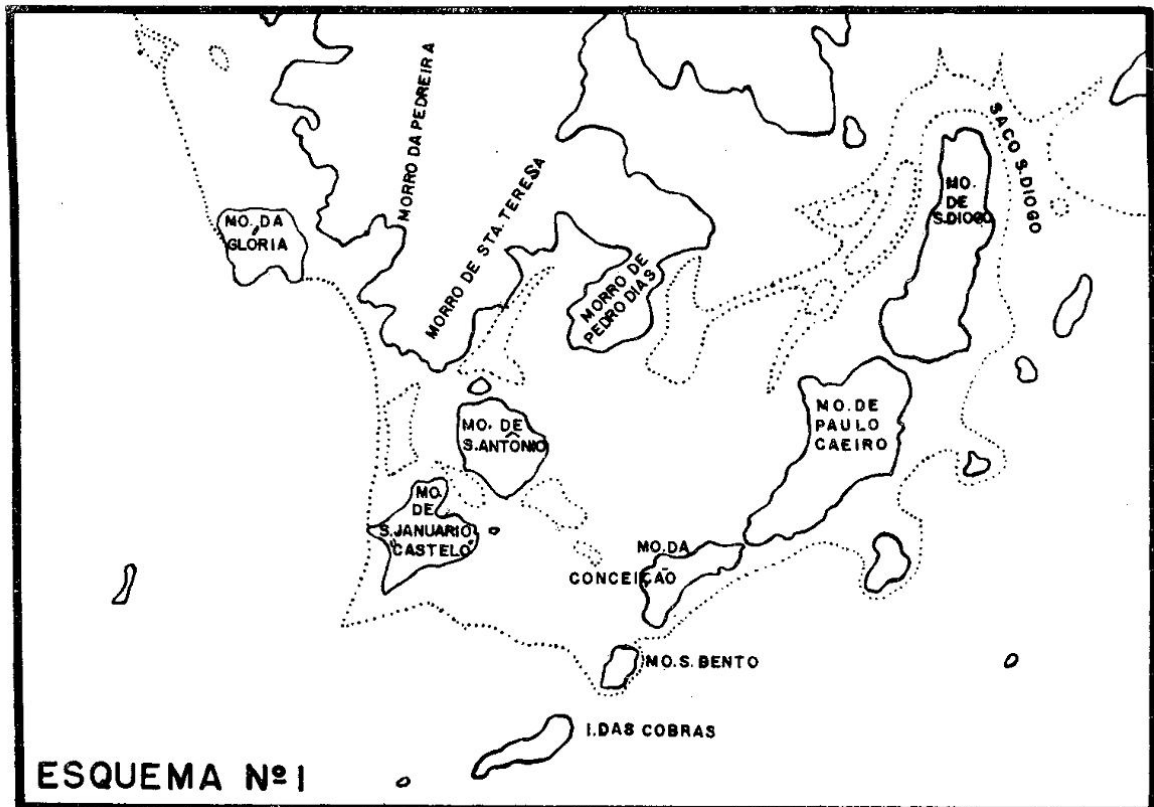 MORRO DA PEDREIRA
MORRO DE STA. TERESA
SACO S. DIOGO
MO.
DE
S. DIOGO
MO. DA
GLÓRIA
MORRO DE
PEDRO DIAS
MO. DE
PAULO
CAEIRO
MO. DE
S. ANTÔNIO
MO.
DE
S. JANUARIO
"CASTELO"
MO. DA
CONCEIÇÃO
MO. S. BENTO
I. DAS COBRAS
ESQUEMA Nº 1